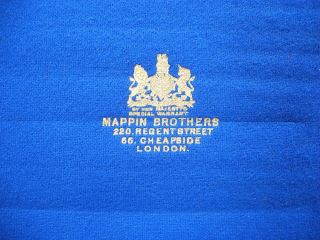 BY HER MAJESTY'S
SPECIAL WARRANT
MAPPIN BROTHERS
220. REGENT STREET
66. CHEAPSIDE
LONDON.